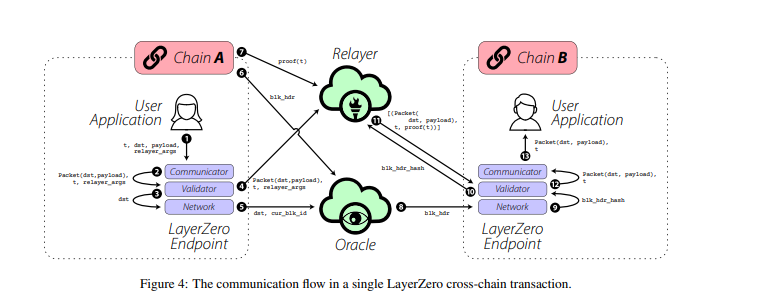 7
Chain A
6
Relayer
Chain B
proof(t)
blk_hdr
User
Application
1
t, dst, payload,
relayer_args
11
[(Packet(
dst, payload),
t, proof(t))]
User
Application
Packet(dst, payload),
t
13
2
Communicator
Packet(dst,payload),
t, relayer_args
Validator
3
dst
Network
4
Packet(dst,payload),
t, relayer_args
5
dst, cur_blk_id
blk_hdr_hash
10
8
blk_hdr
Communicator
Packet(dst, payload),
t
12
Validator
blk_hdr_hash
Network
9
LayerZero
Endpoint
Oracle
LayerZero
Endpoint
Figure 4: The communication flow in a single LayerZero cross-chain transaction.